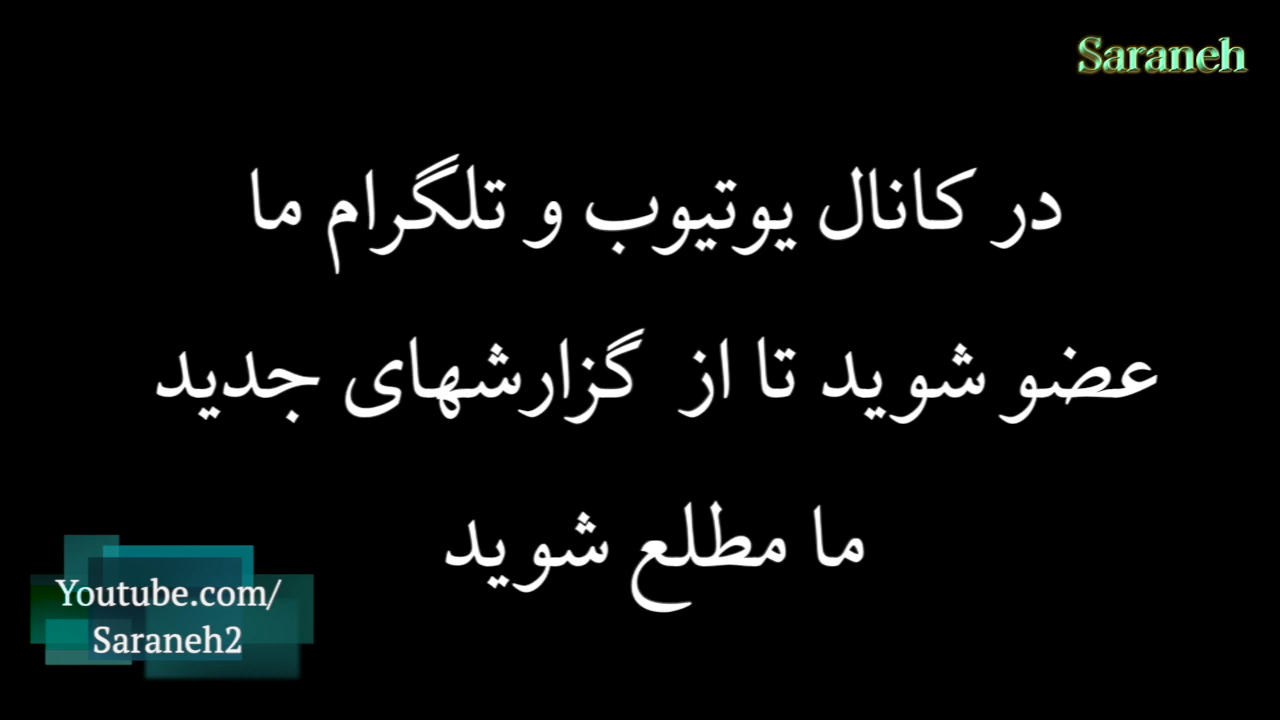 Saraneh
در کانال یوتیوب و تلگرام ما
عضو شوید تا از گزارشهای جدید
ما مطلع شوید
Youtube.com/
Saraneh2